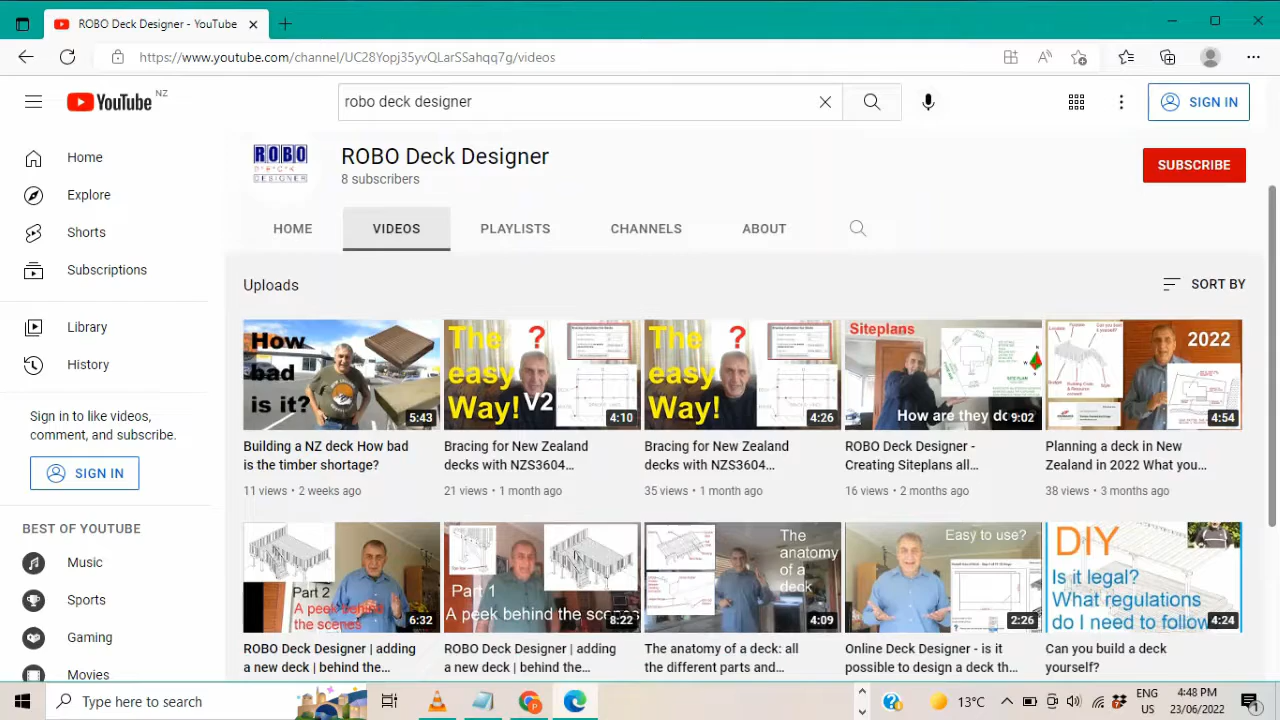 ROBO Deck Designer - YouTube
https://www.youtube.com/channel/UC28Yopj35yvQLarSSahqq7g/videos
YouTube NZ
robo deck designer
SIGN IN
Home
Explore
Shorts
Subscriptions
Library
History
Sign in to like videos,
comment, and subscribe.
SIGN IN
BEST OF YOUTUBE
Music
Sports
Gaming
Movies
ROBO
DECK
DESIGNER
ROBO Deck Designer
8 subscribers
SUBSCRIBE
HOME
VIDEOS
PLAYLISTS
CHANNELS
ABOUT
Uploads
SORT BY
How
bad
is it?
5:43
Building a NZ deck How bad
is the timber shortage?
11 views • 2 weeks ago
The ?
easy
Way! V2
4:10
Bracing for New Zealand
decks with NZS3604...
21 views • 1 month ago
The ?
easy
Way!
4:26
Bracing for New Zealand
decks with NZS3604...
35 views • 1 month ago
Siteplans
How are they do
9:02
ROBO Deck Designer -
Creating Siteplans all...
16 views • 2 months ago
2022
4:54
Planning a deck in New
Zealand in 2022 What you...
38 views • 3 months ago
Part 2
A peek behind
the scenes
6:32
ROBO Deck Designer | adding
a new deck | behind the...
Part 1
A peek behind the scenes
8:22
ROBO Deck Designer | adding
a new deck | behind the...
The
anatomy
of a
deck
4:09
The anatomy of a deck: all
the different parts and...
Easy to use?
2:26
Online Deck Designer - is it
possible to design a deck th...
DIY
Is it legal?
What regulations
do I need to follow
4:24
Can you build a deck
yourself?
Type here to search
13°C
ENG
US
4:48 PM
23/06/2022
1